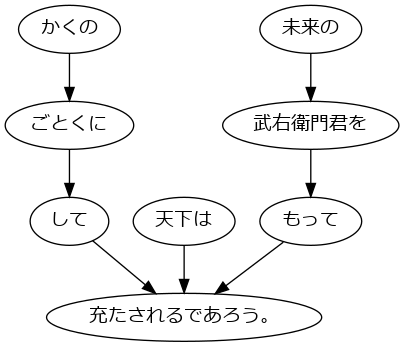 かくの
未来の
ごとくに
武右衛門君を
して
天下は
もって
充たされるであろう。